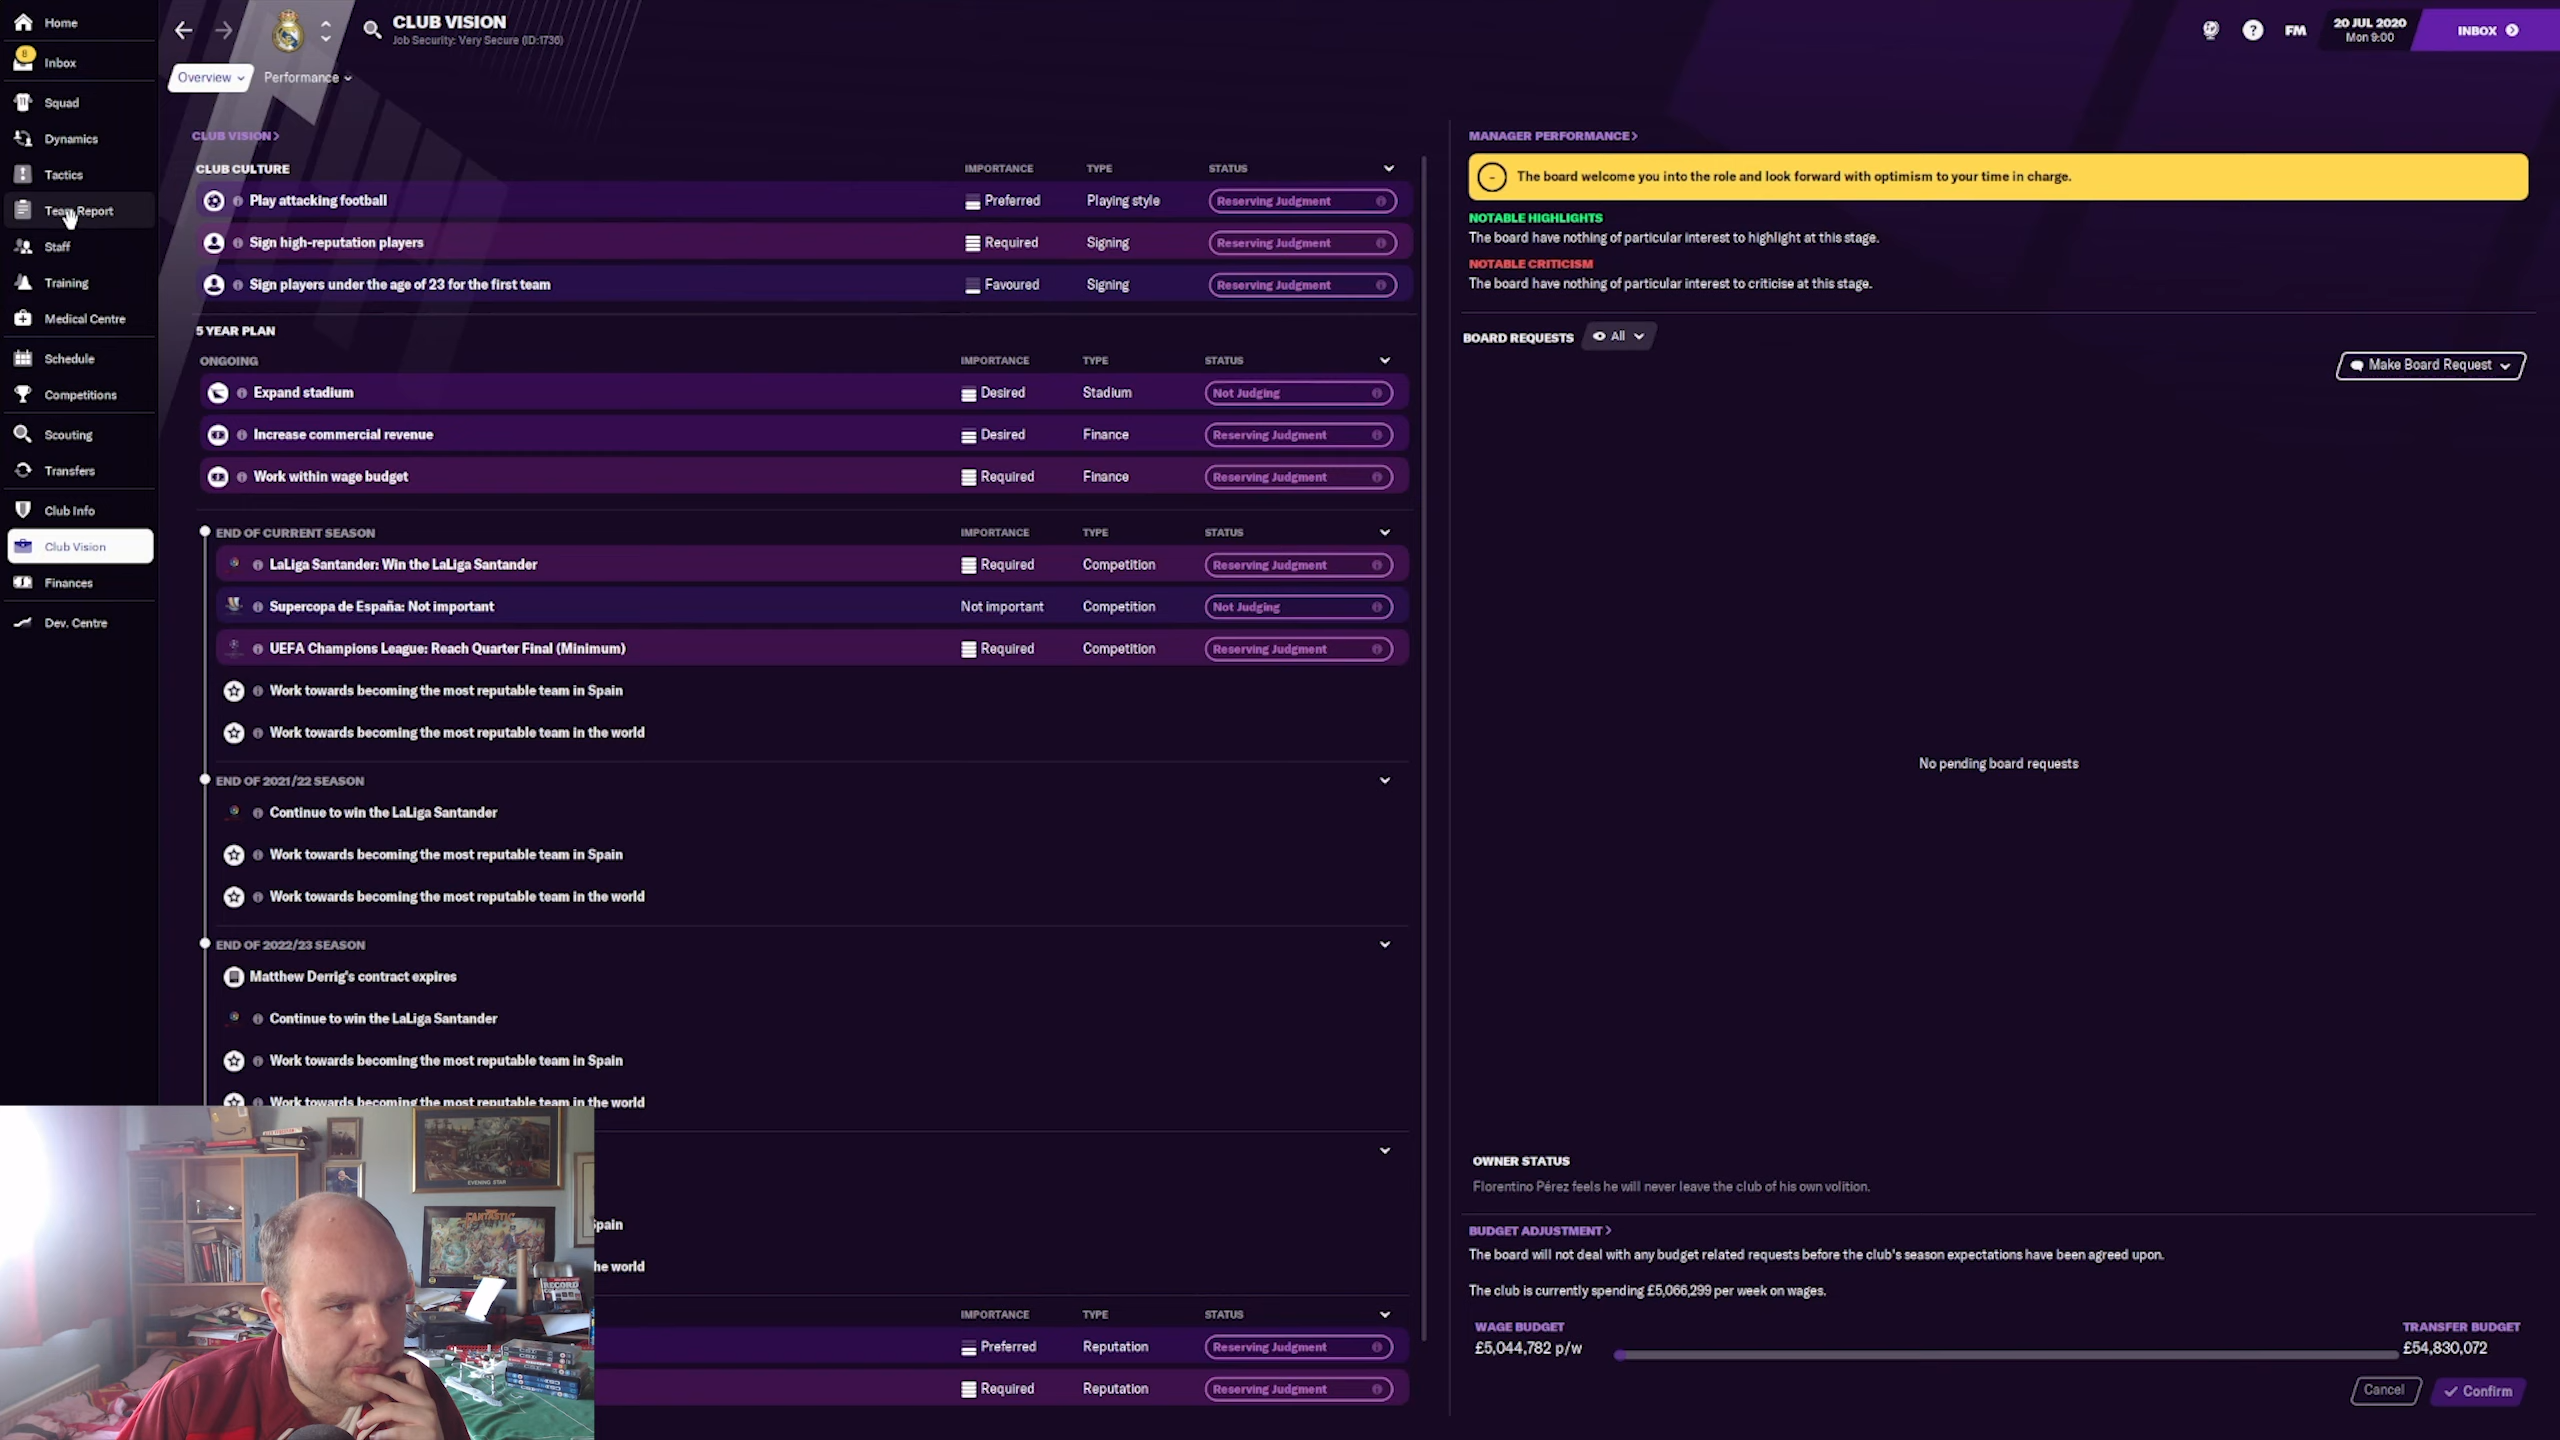 Home
8
Inbox
Squad
Dynamics
Tactics
Team Report
Staff
Training
Medical Centre
Schedule
Competitions
Scouting
Transfers
Club Info
Club Vision
Finances
Dev. Centre
CLUB VISION
Job Security: Very Secure (ID:1736)
FM
20 JUL 2020
Mon 9:00
INBOX
Overview
Performance
CLUB VISION >
CLUB CULTURE IMPORTANCE TYPE STATUS
Play attacking football Preferred Playing style Reserving Judgment
Sign high-reputation players Required Signing Reserving Judgment
Sign players under the age of 23 for the first team Favoured Signing Reserving Judgment
5 YEAR PLAN
ONGOING IMPORTANCE TYPE STATUS
Expand stadium Desired Stadium Not Judging
Increase commercial revenue Desired Finance Reserving Judgment
Work within wage budget Required Finance Reserving Judgment
END OF CURRENT SEASON IMPORTANCE TYPE STATUS
LaLiga Santander: Win the LaLiga Santander Required Competition Reserving Judgment
Supercopa de España: Not important Not important Competition Not Judging
UEFA Champions League: Reach Quarter Final (Minimum) Required Competition Reserving Judgment
Work towards becoming the most reputable team in Spain
Work towards becoming the most reputable team in the world
END OF 2021/22 SEASON
Continue to win the LaLiga Santander
Work towards becoming the most reputable team in Spain
Work towards becoming the most reputable team in the world
END OF 2022/23 SEASON
Matthew Derrig's contract expires
Continue to win the LaLiga Santander
Work towards becoming the most reputable team in Spain
Work towards becoming the most reputable team in the world
Spain
he world
IMPORTANCE TYPE STATUS
Preferred Reputation Reserving Judgment
Required Reputation Reserving Judgment
MANAGER PERFORMANCE >
The board welcome you into the role and look forward with optimism to your time in charge.
NOTABLE HIGHLIGHTS
The board have nothing of particular interest to highlight at this stage.
NOTABLE CRITICISM
The board have nothing of particular interest to criticise at this stage.
BOARD REQUESTS All
Make Board Request
No pending board requests
OWNER STATUS
Florentino Pérez feels he will never leave the club of his own volition.
BUDGET ADJUSTMENT >
The board will not deal with any budget related requests before the club's season expectations have been agreed upon.
The club is currently spending £5,066,299 per week on wages.
WAGE BUDGET TRANSFER BUDGET
£5,044,782 p/w £54,830,072
Cancel Confirm
EVENING STAR
FANTASTIC
RECORD